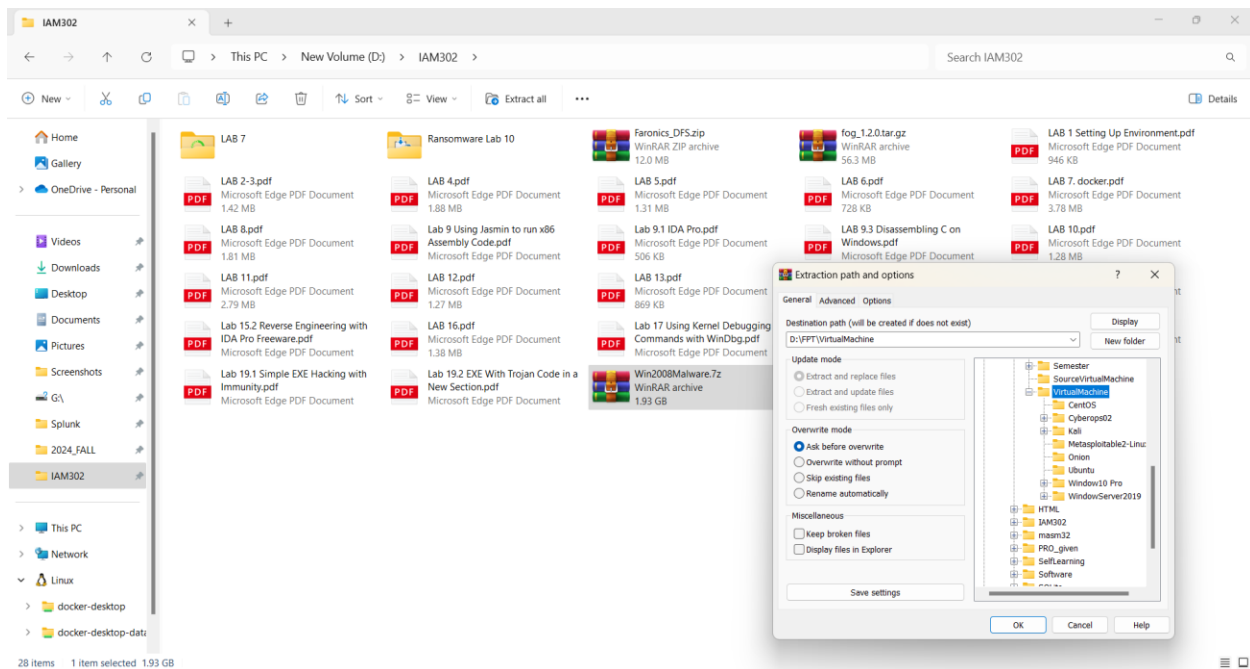 IAM302
This PC > New Volume (D:) > IAM302 >
Search IAM302
New
Sort
View
Extract all
Details
Home
Gallery
OneDrive - Personal
Videos
Downloads
Desktop
Documents
Pictures
Screenshots
G:\
Splunk
2024_FALL
IAM302
This PC
Network
Linux
docker-desktop
docker-desktop-data
LAB 7
Ransomware Lab 10
Faronics_DFS.zip
WinRAR ZIP archive
12.0 MB
fog_1.2.0.tar.gz
WinRAR archive
56.3 MB
LAB 1 Setting Up Environment.pdf
Microsoft Edge PDF Document
946 KB
LAB 2-3.pdf
Microsoft Edge PDF Document
1.42 MB
LAB 4.pdf
Microsoft Edge PDF Document
1.88 MB
LAB 5.pdf
Microsoft Edge PDF Document
1.31 MB
LAB 6.pdf
Microsoft Edge PDF Document
728 KB
LAB 7. docker.pdf
Microsoft Edge PDF Document
3.78 MB
LAB 8.pdf
Microsoft Edge PDF Document
1.81 MB
Lab 9 Using Jasmin to run x86
Assembly Code.pdf
Microsoft Edge PDF Document
Lab 9.1 IDA Pro.pdf
Microsoft Edge PDF Document
506 KB
LAB 9.3 Disassembling C on
Windows.pdf
Microsoft Edge PDF Document
LAB 10.pdf
Microsoft Edge PDF Document
1.28 MB
LAB 11.pdf
Microsoft Edge PDF Document
2.79 MB
LAB 12.pdf
Microsoft Edge PDF Document
1.27 MB
LAB 13.pdf
Microsoft Edge PDF Document
869 KB
Lab 15.2 Reverse Engineering with
IDA Pro Freeware.pdf
Microsoft Edge PDF Document
LAB 16.pdf
Microsoft Edge PDF Document
1.38 MB
Lab 17 Using Kernel Debugging
Commands with WinDbg.pdf
Microsoft Edge PDF Document
Lab 19.1 Simple EXE Hacking with
Immunity.pdf
Microsoft Edge PDF Document
Lab 19.2 EXE With Trojan Code in a
New Section.pdf
Microsoft Edge PDF Document
Win2008Malware.7z
WinRAR archive
1.93 GB
Extraction path and options
General Advanced Options
Destination path (will be created if does not exist)
D:\FPT\VirtualMachine
Display
New folder
Update mode
Extract and replace files
Extract and update files
Fresh existing files only
Overwrite mode
Ask before overwrite
Overwrite without prompt
Skip existing files
Rename automatically
Miscellaneous
Keep broken files
Display files in Explorer
Save settings
Semester
SourceVirtualMachine
VirtualMachine
CentOS
Cyberops02
Kali
Metasploitable2-Linu
Onion
Ubuntu
Window10 Pro
WindowServer2019
HTML
IAM302
masm32
PRO_given
SelfLearning
Software
OK
Cancel
Help
28 items 1 item selected 1.93 GB